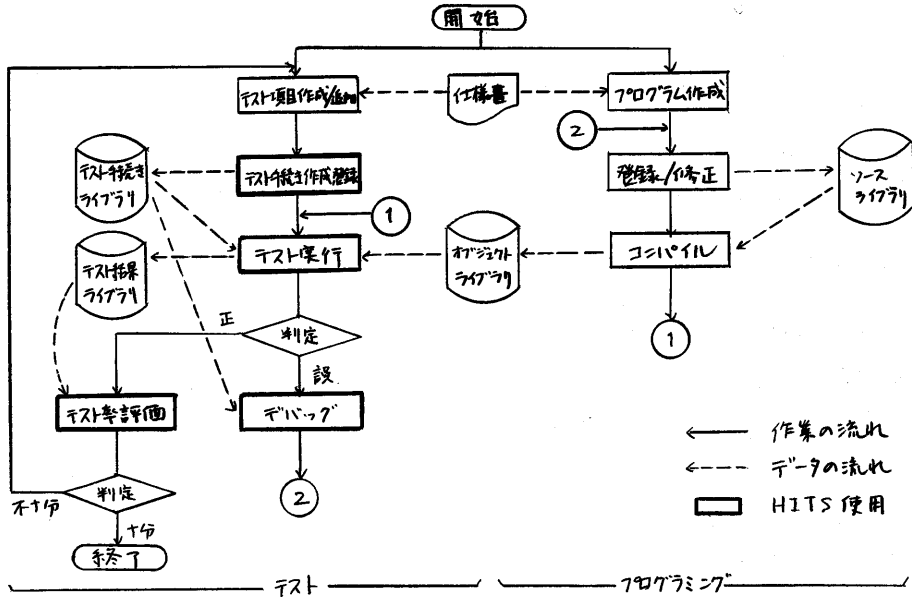 開始
テスト項目作成/追加
仕様書
プログラム作成
2
テスト手続き
ライブラリ
テスト手続き作成登録
登録/修正
ソース
ライブラリ
1
テスト結果
ライブラリ
テスト実行
オブジェクト
ライブラリ
コンパイル
正
判定
1
誤
テスト率評価
デバッグ
作業の流れ
データの流れ
2
HITS使用
判定
不十分
十分
終了
テスト
プログラミング